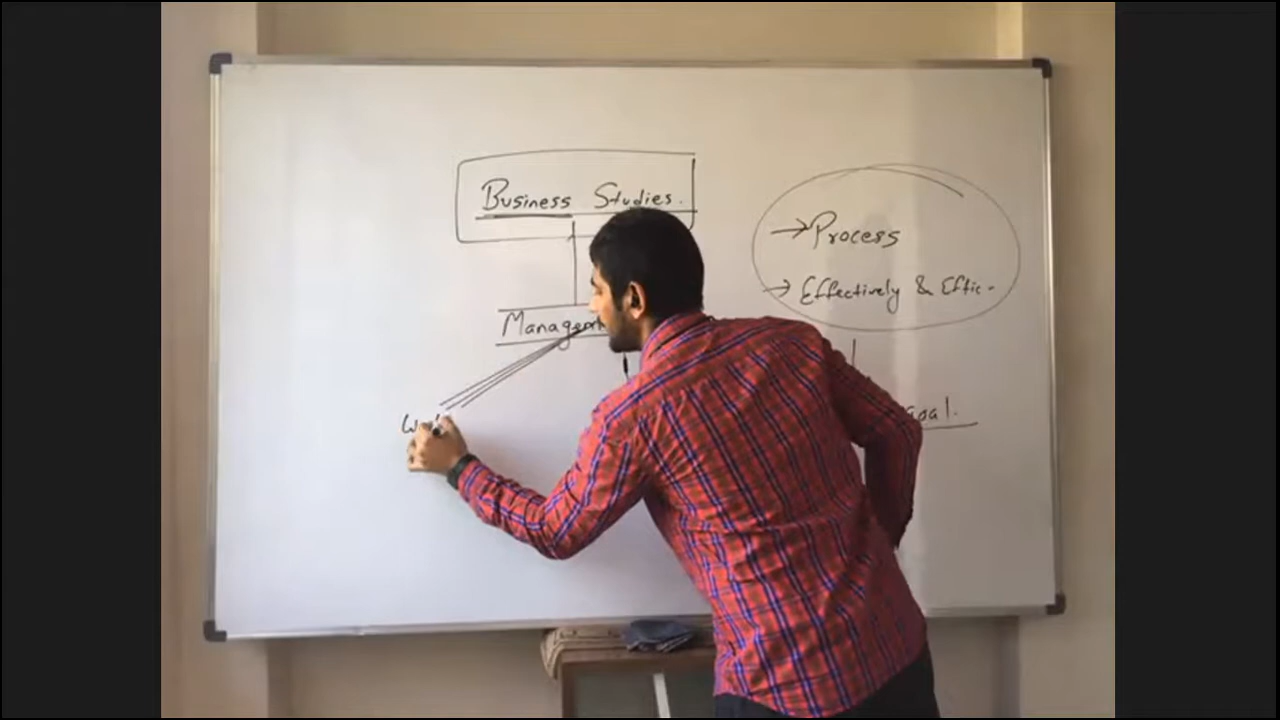 Business Studies.
→ Process
→ Effectively & Effic.
Management
goal.